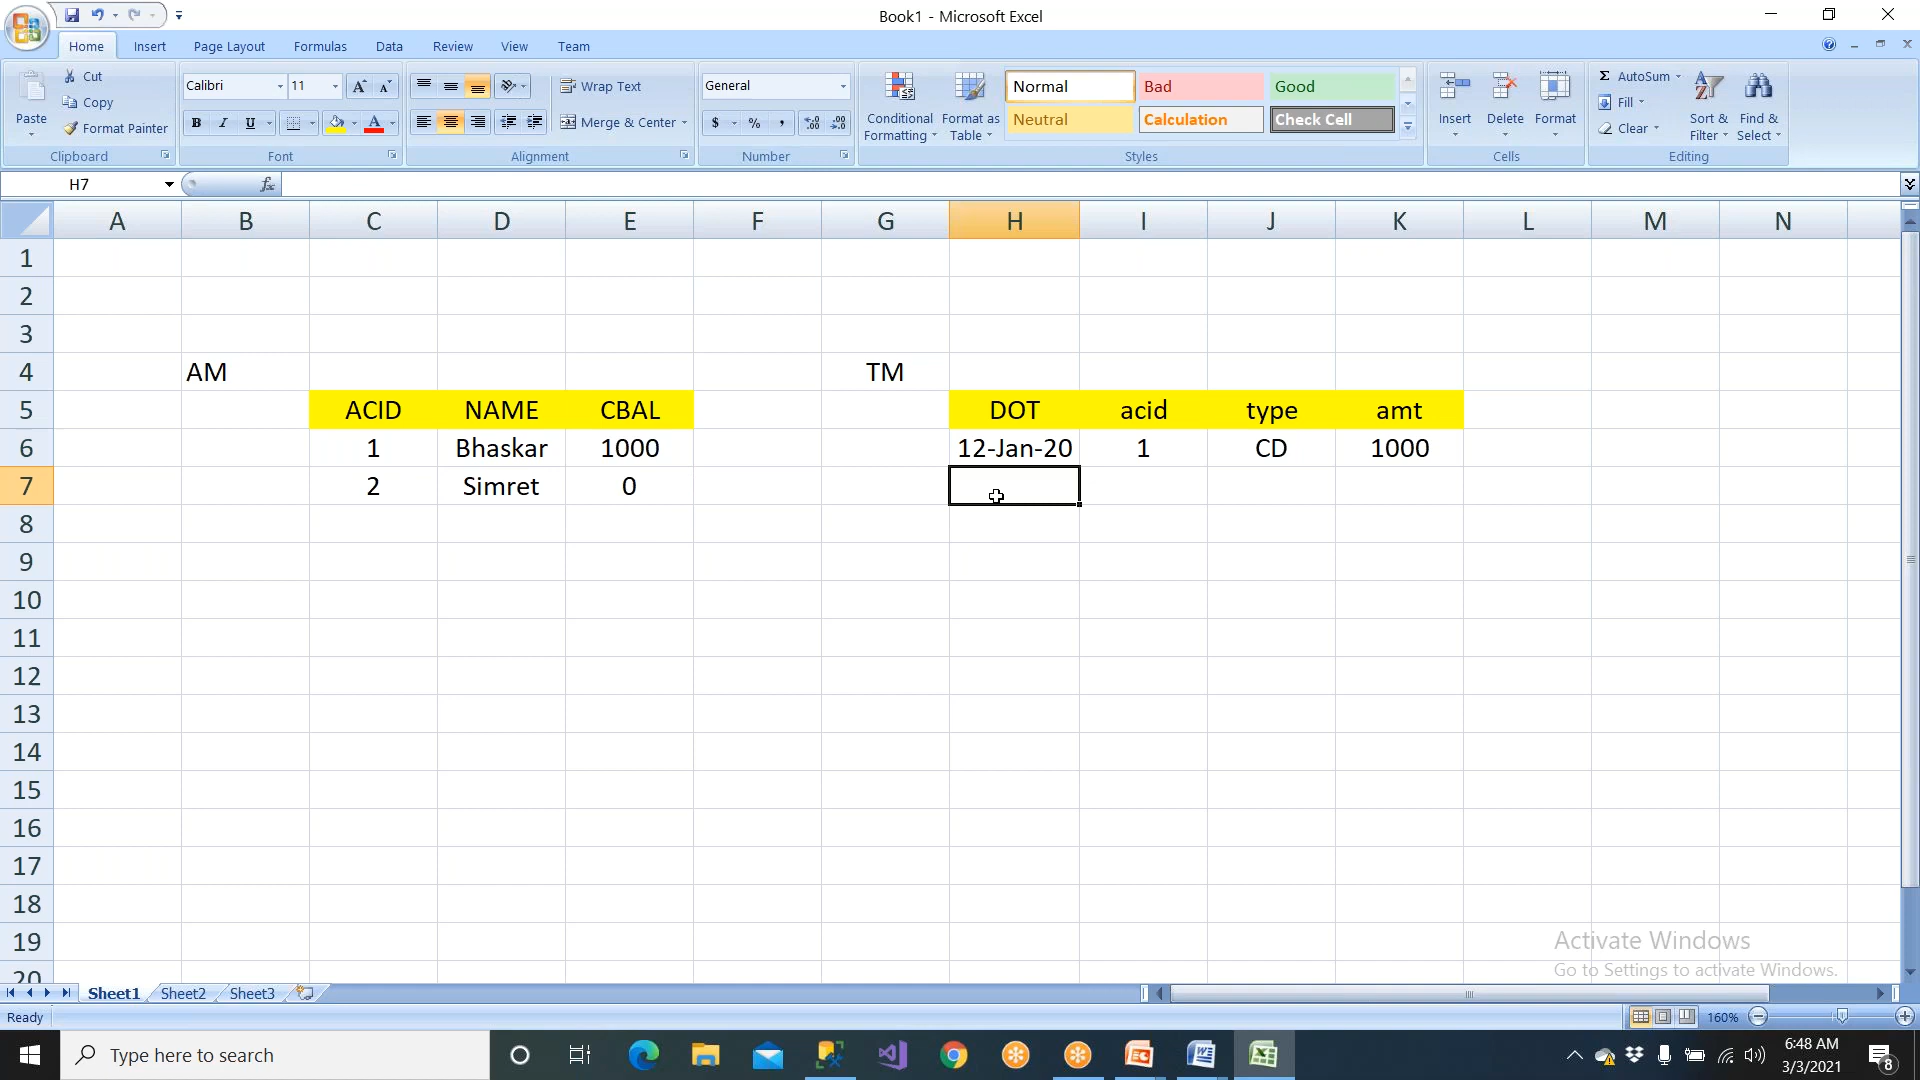 Book1 - Microsoft Excel
Home Insert Page Layout Formulas Data Review View Team
Paste
Cut
Copy
Format Painter
Clipboard
Calibri 11
B I U
Font
Wrap Text
Merge & Center
Alignment
General
$ % ,
Number
Conditional Formatting
Format as Table
Normal Bad Good
Neutral Calculation Check Cell
Styles
Insert Delete Format
Cells
AutoSum
Fill
Clear
Sort & Filter
Find & Select
Editing
H7 fx
A B C D E F G H I J K L M N
1
2
3
4 AM TM
5 ACID NAME CBAL DOT acid type amt
6 1 Bhaskar 1000 12-Jan-20 1 CD 1000
7 2 Simret 0
8
9
10
11
12
13
14
15
16
17
18
19
20
Activate Windows
Go to Settings to activate Windows.
Sheet1 Sheet2 Sheet3
Ready 160%
Type here to search
6:48 AM
3/3/2021
8